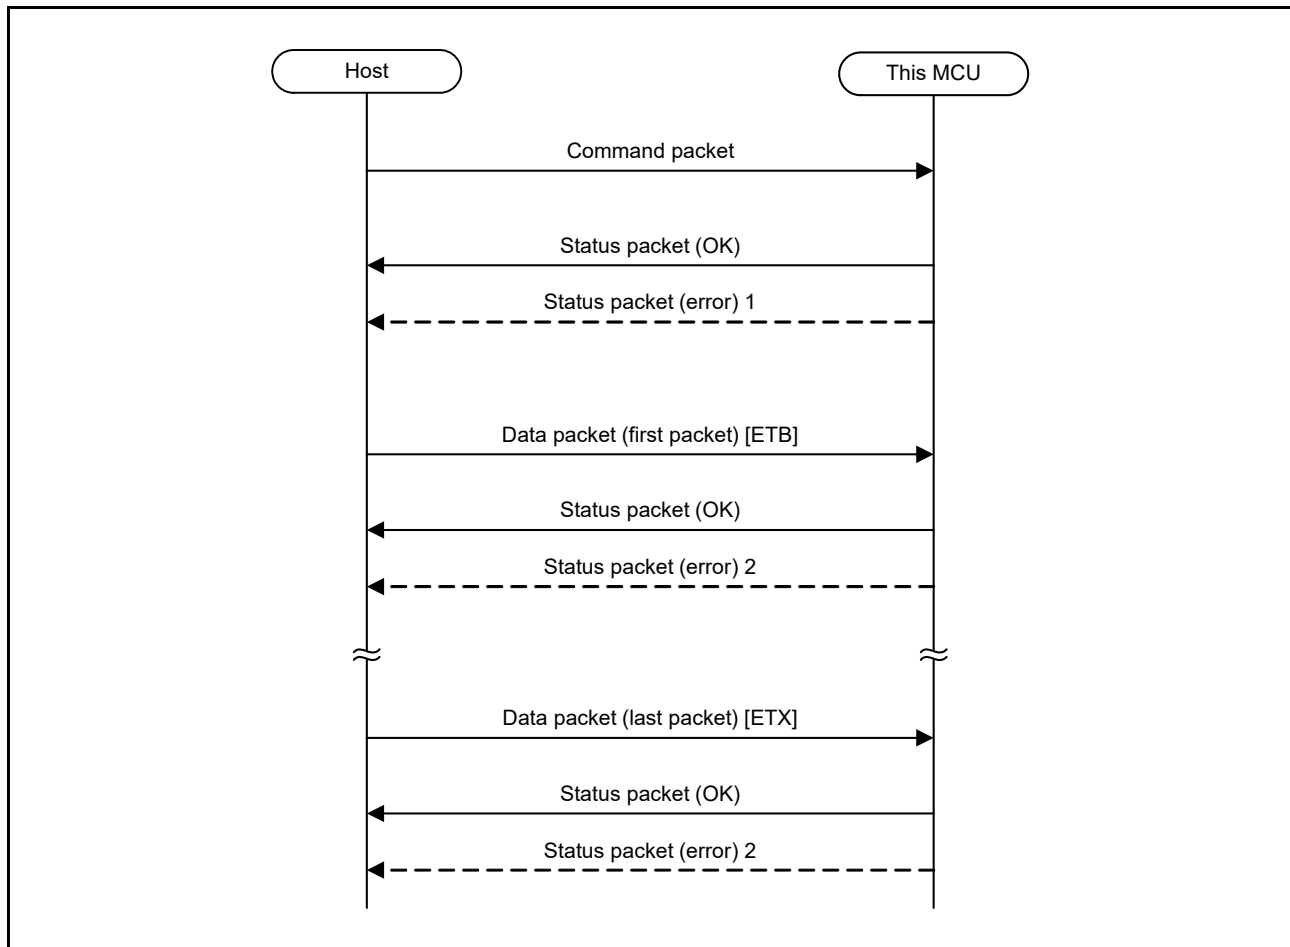 Host
This MCU
Command packet
Status packet (OK)
Status packet (error) 1
Data packet (first packet) [ETB]
Status packet (OK)
Status packet (error) 2
Data packet (last packet) [ETX]
Status packet (OK)
Status packet (error) 2